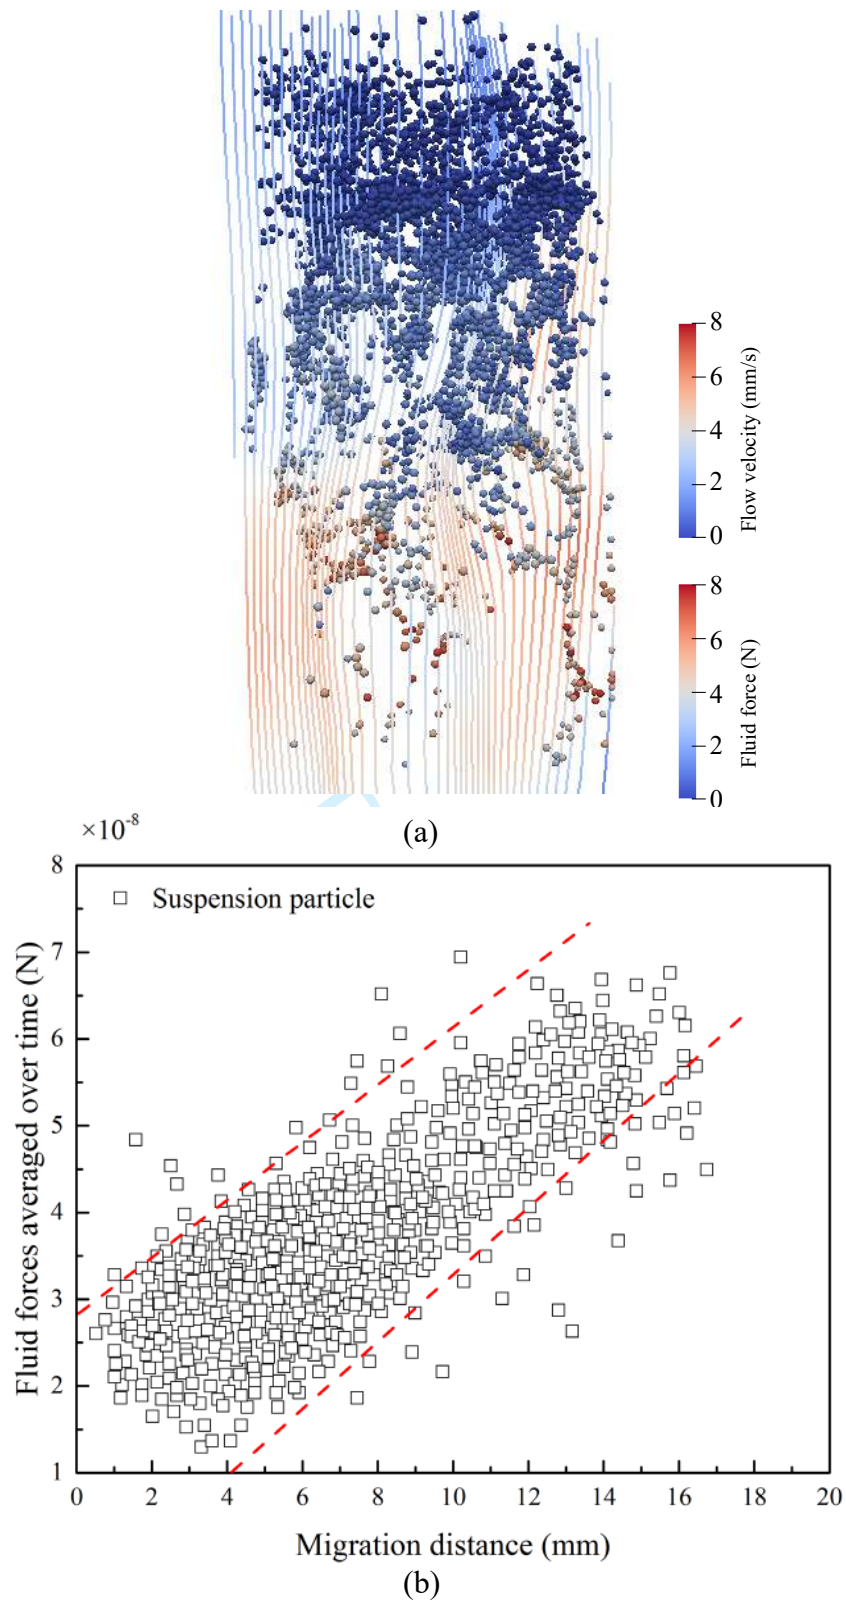 8
6
4
2
0
Flow velocity (mm/s)
8
6
4
2
0
Fluid force (N)
(a)
×10-8
8
7
6
5
4
3
2
1
Fluid forces averaged over time (N)
Suspension particle
0 2 4 6 8 10 12 14 16 18 20
Migration distance (mm)
(b)